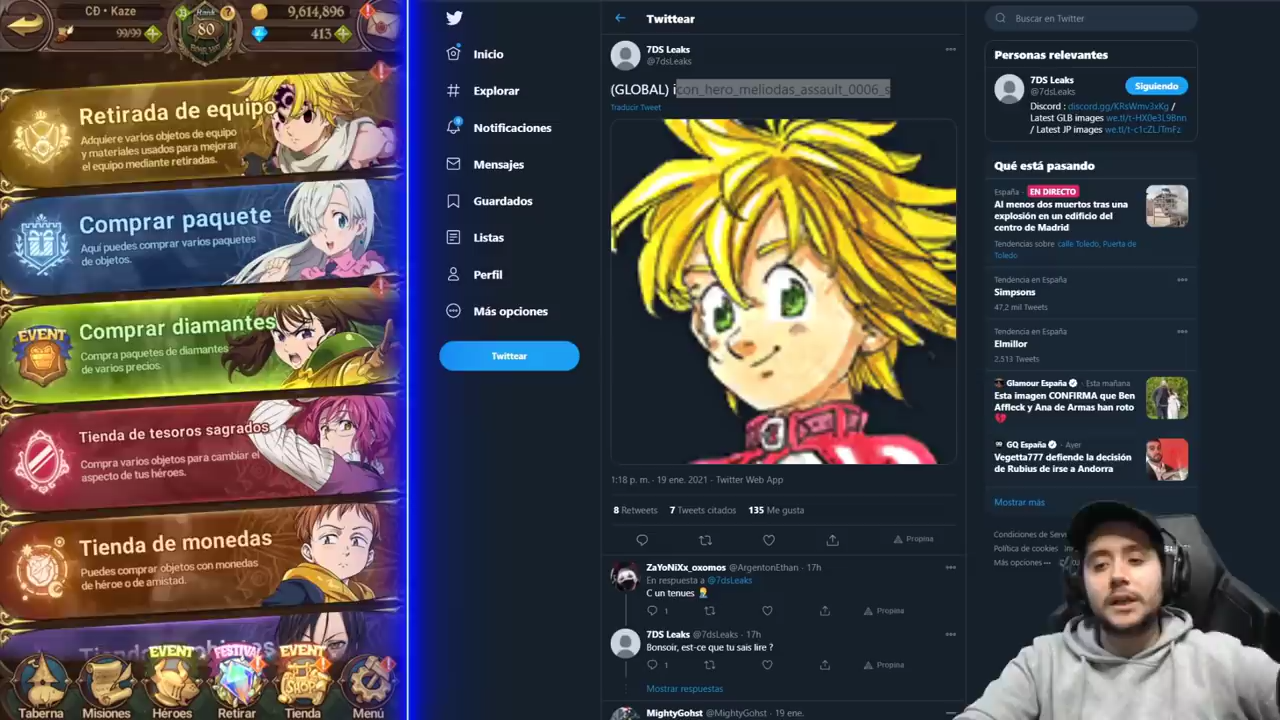 CĐ • Kaze
99/99
33
Rank
80
9,614,896
413
Retirada de equipo
Adquiere varios objetos de equipo
y materiales usados para mejorar
el equipo mediante retiradas.
Comprar paquete
Aquí puedes comprar varios paquetes
de objetos.
EVENT
Comprar diamantes
Compra paquetes de diamantes
de varios precios.
Tienda de tesoros sagrados
Compra varios objetos para cambiar el
aspecto de tus héroes.
Tienda de monedas
Puedes comprar objetos con monedas
de héroe o de amistad.
EVENT
FESTIVAL
EVENT
SHOP
Taberna
Misiones
Héroes
Retirar
Tienda
Menú
Inicio
Explorar
Notificaciones
Mensajes
Guardados
Listas
Perfil
Más opciones
Twittear
Twittear
7DS Leaks
@7dsLeaks
(GLOBAL) icon_hero_meliodas_assault_0006_s
Traducir Tweet
1:18 p. m. · 19 ene. 2021 · Twitter Web App
8 Retweets 7 Tweets citados 135 Me gusta
Propina
ZaYoNiXx_oxomos @ArgentonEthan · 17h
En respuesta a @7dsLeaks
C un tenues
1 Propina
7DS Leaks @7dsLeaks · 17h
Bonsoir, est-ce que tu sais lire ?
1 Propina
Mostrar respuestas
MightyGohst @MightyGohst · 19 ene.
Buscar en Twitter
Personas relevantes
7DS Leaks
@7dsLeaks
Siguiendo
Discord : discord.gg/KRsWmv3xKg /
Latest GLB images we.tl/t-HX0e3L9Bnn
/ Latest JP images we.tl/t-c1cZLJTmFz
Qué está pasando
España · EN DIRECTO
Al menos dos muertos tras una
explosión en un edificio del
centro de Madrid
Tendencias sobre calle Toledo, Puerta de
Toledo
Tendencia en España
Simpsons
47,2 mil Tweets
Tendencia en España
Elmillor
2,513 Tweets
Glamour España · Esta mañana
Esta imagen CONFIRMA que Ben
Affleck y Ana de Armas han roto
GQ España · Ayer
Vegetta777 defiende la decisión
de Rubius de irse a Andorra
Mostrar más
Condiciones de Serv
Política de cookies
Más opciones